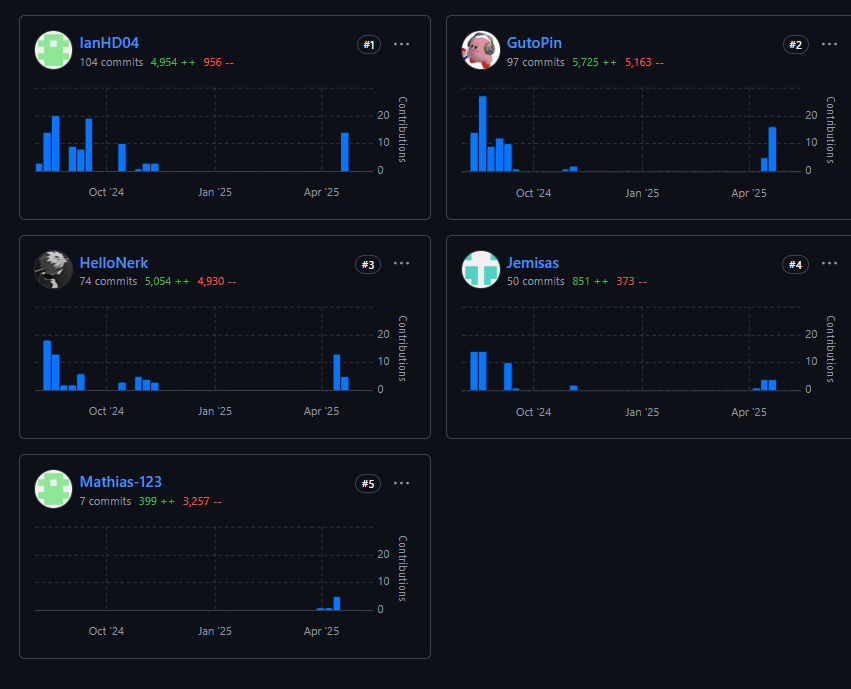 IanHD04 #1 ···
104 commits 4,954 ++ 956 --
20
10
0
Contributions
Oct '24 Jan '25 Apr '25
GutoPin #2 ···
97 commits 5,725 ++ 5,163 --
20
10
0
Contributions
Oct '24 Jan '25 Apr '25
HelloNerk #3 ···
74 commits 5,054 ++ 4,930 --
20
10
0
Contributions
Oct '24 Jan '25 Apr '25
Jemisas #4 ···
50 commits 851 ++ 373 --
20
10
0
Contributions
Oct '24 Jan '25 Apr '25
Mathias-123 #5 ···
7 commits 399 ++ 3,257 --
20
10
0
Contributions
Oct '24 Jan '25 Apr '25